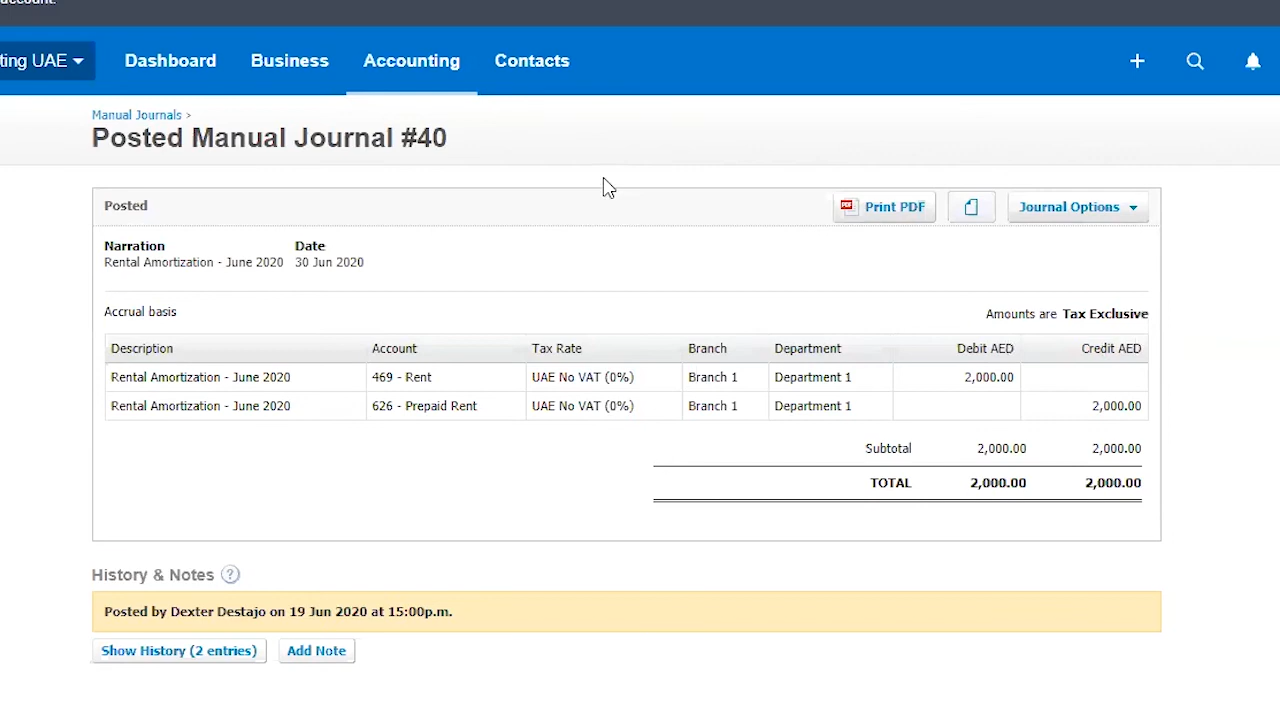 account.
ting UAE Dashboard Business Accounting Contacts
Manual Journals >
Posted Manual Journal #40
Posted PDF Print PDF Journal Options
Narration Date
Rental Amortization - June 2020 30 Jun 2020
Accrual basis Amounts are Tax Exclusive
Description Account Tax Rate Branch Department Debit AED Credit AED
Rental Amortization - June 2020 469 - Rent UAE No VAT (0%) Branch 1 Department 1 2,000.00
Rental Amortization - June 2020 626 - Prepaid Rent UAE No VAT (0%) Branch 1 Department 1 2,000.00
Subtotal 2,000.00 2,000.00
TOTAL 2,000.00 2,000.00
History & Notes ?
Posted by Dexter Destajo on 19 Jun 2020 at 15:00p.m.
Show History (2 entries) Add Note